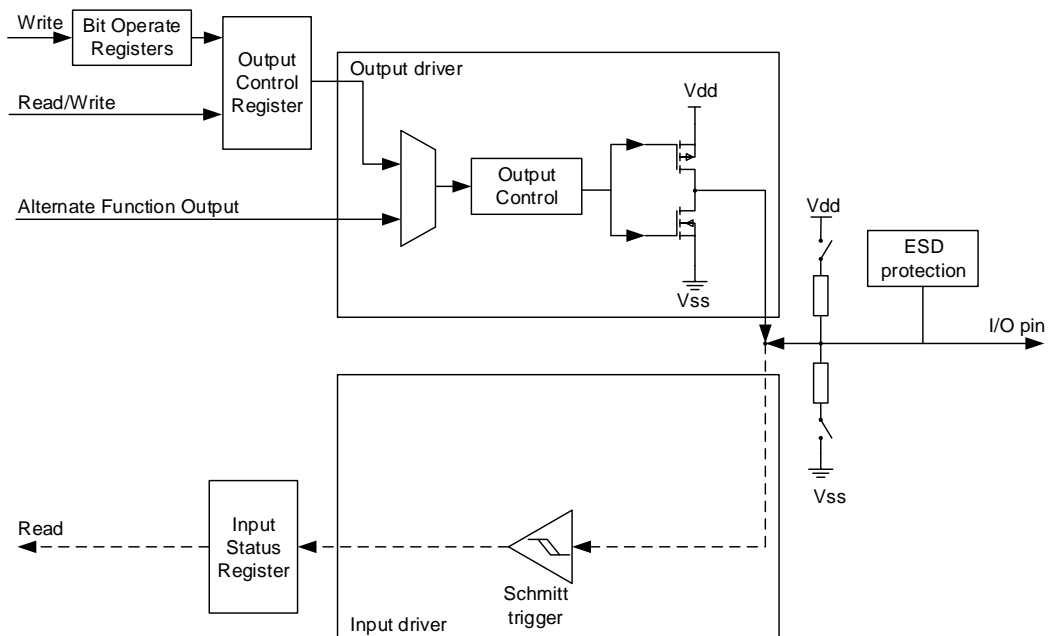 Write
Bit Operate
Registers
Output
Control
Register
Read/Write
Alternate Function Output
Output driver
Output
Control
Vdd
Vss
Vdd
ESD
protection
I/O pin
Vss
Read
Input
Status
Register
Schmitt
trigger
Input driver